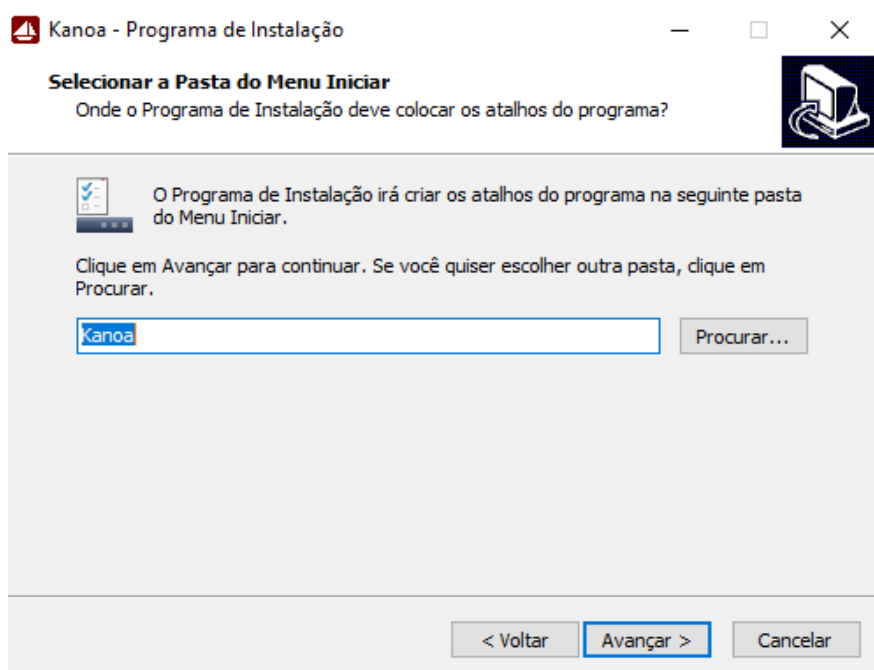 Kanoa - Programa de Instalação
Selecionar a Pasta do Menu Iniciar
Onde o Programa de Instalação deve colocar os atalhos do programa?
O Programa de Instalação irá criar os atalhos do programa na seguinte pasta
do Menu Iniciar.
Clique em Avançar para continuar. Se você quiser escolher outra pasta, clique em
Procurar.
Kanoa
Procurar...
< Voltar
Avançar >
Cancelar